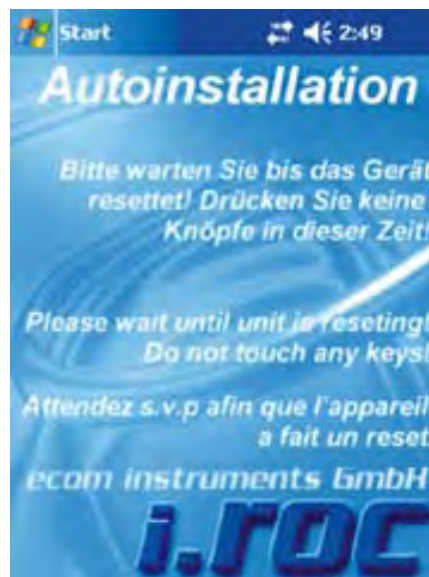 Start 2:49
Autoinstallation
Bitte warten Sie bis das Gerät
resettet! Drücken Sie keine
Knöpfe in dieser Zeit!
Please wait until unit is reseting!
Do not touch any keys!
Attendez s.v.p afin que l'appareil
a fait un reset
ecom instruments GmbH
i.roc